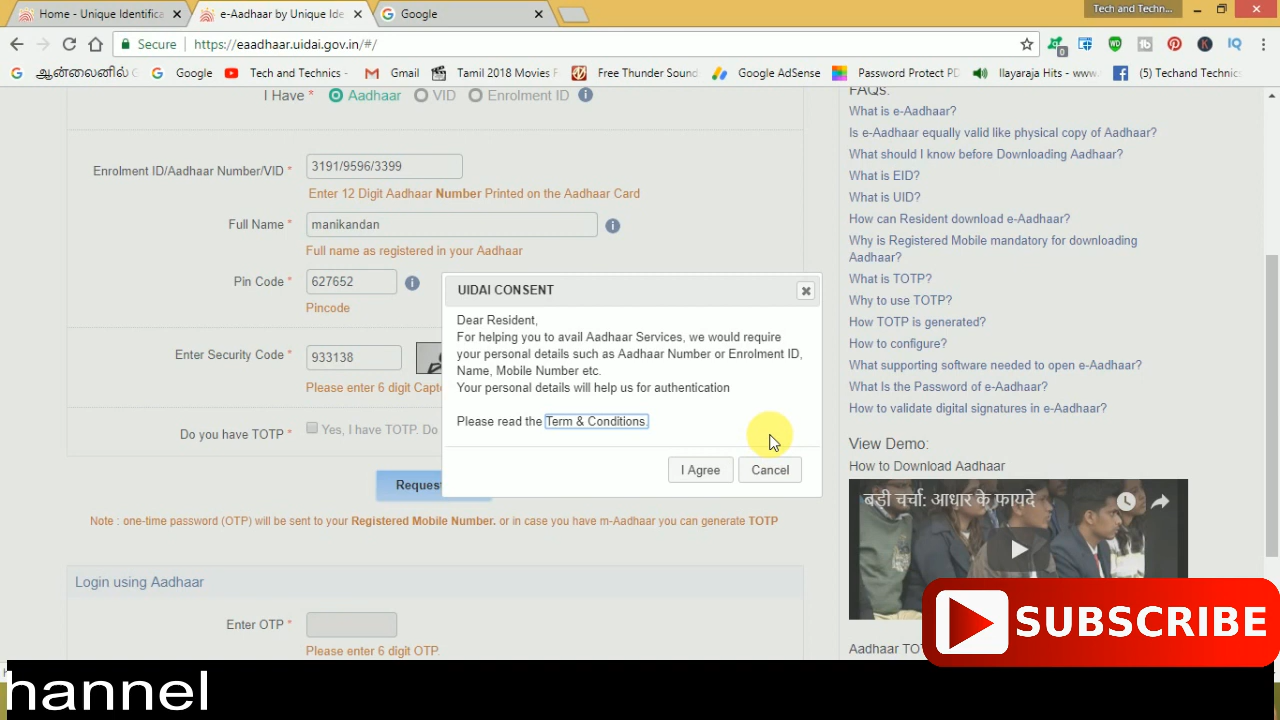 Home - Unique Identifica
e-Aadhaar by Unique Ide
Google
Tech and Techn...
Secure
https://eaadhaar.uidai.gov.in/#/
ஆன்லைனில் G
Google
Tech and Technics -
Gmail
Tamil 2018 Movies F
Free Thunder Sound
Google AdSense
Password Protect PD
Ilayaraja Hits - www.
(5) Techand Technics
I Have * Aadhaar VID Enrolment ID
Enrolment ID/Aadhaar Number/VID * 3191/9596/3399
Enter 12 Digit Aadhaar Number Printed on the Aadhaar Card
Full Name * manikandan
Full name as registered in your Aadhaar
Pin Code * 627652
Pincode
Enter Security Code * 933138
Please enter 6 digit Captc
Do you have TOTP * Yes, I have TOTP. Do
Request
Note : one-time password (OTP) will be sent to your Registered Mobile Number. or in case you have m-Aadhaar you can generate TOTP
Login using Aadhaar
Enter OTP *
Please enter 6 digit OTP.
UIDAI CONSENT
Dear Resident,
For helping you to avail Aadhaar Services, we would require
your personal details such as Aadhaar Number or Enrolment ID,
Name, Mobile Number etc.
Your personal details will help us for authentication
Please read the Term & Conditions.
I Agree
Cancel
FAQs:
What is e-Aadhaar?
Is e-Aadhaar equally valid like physical copy of Aadhaar?
What should I know before Downloading Aadhaar?
What is EID?
What is UID?
How can Resident download e-Aadhaar?
Why is Registered Mobile mandatory for downloading
Aadhaar?
What is TOTP?
Why to use TOTP?
How TOTP is generated?
How to configure?
What supporting software needed to open e-Aadhaar?
What Is the Password of e-Aadhaar?
How to validate digital signatures in e-Aadhaar?
View Demo:
How to Download Aadhaar
बड़ी चर्चा: आधार के फायदे
Aadhaar TO
SUBSCRIBE
hannel